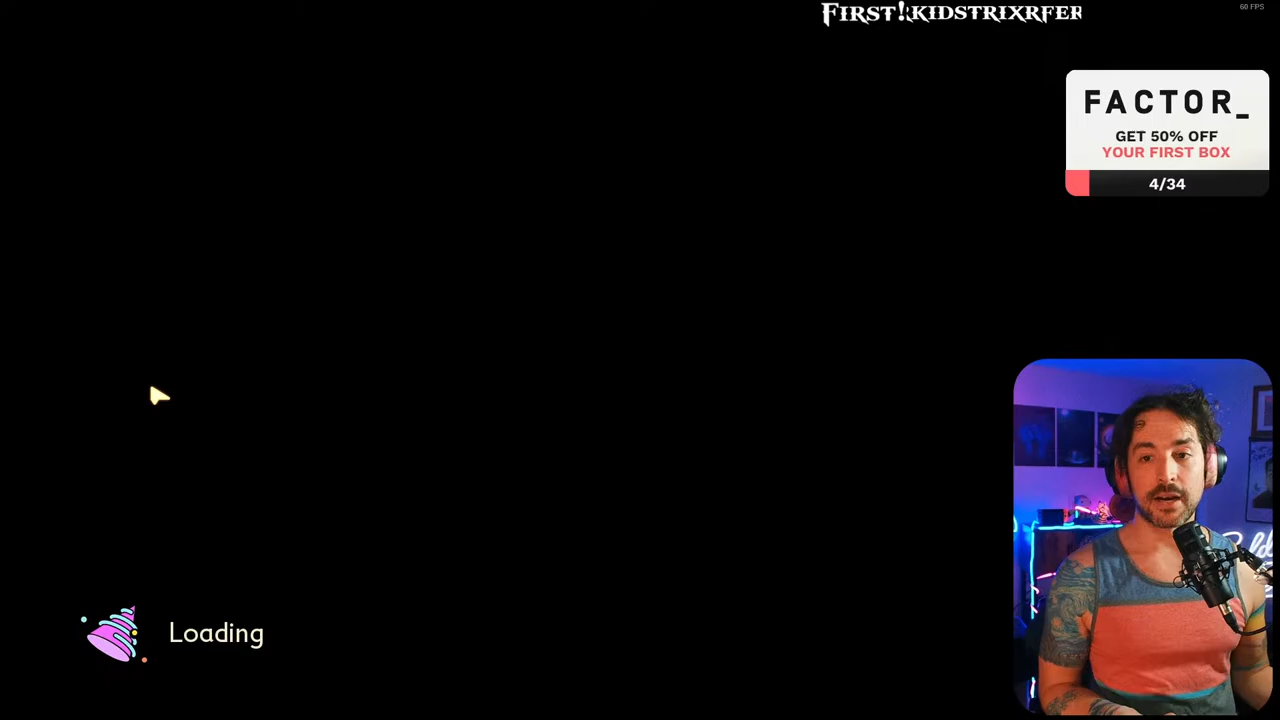 First!kidstrixrfer
60 FPS
FACTOR_
GET 50% OFF
YOUR FIRST BOX
4/34
Loading